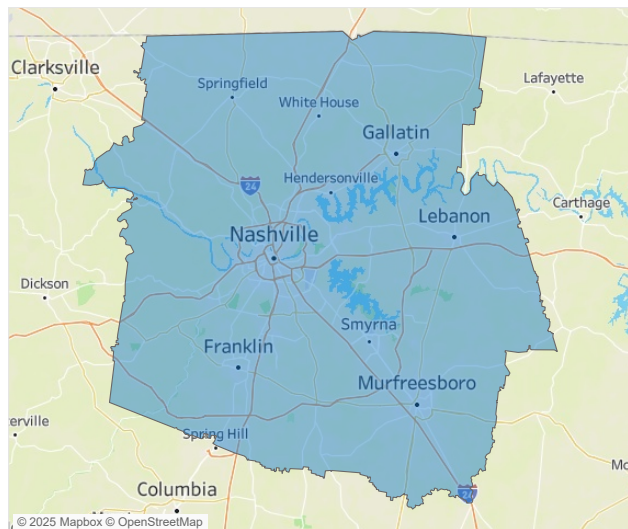 Clarksville
Springfield
Lafayette
White House
Gallatin
24
Hendersonville
Carthage
Lebanon
Nashville
Dickson
Smyrna
Franklin
Murfreesboro
erville
Spring Hill
Mc
Columbia
24
© 2025 Mapbox © OpenStreetMap